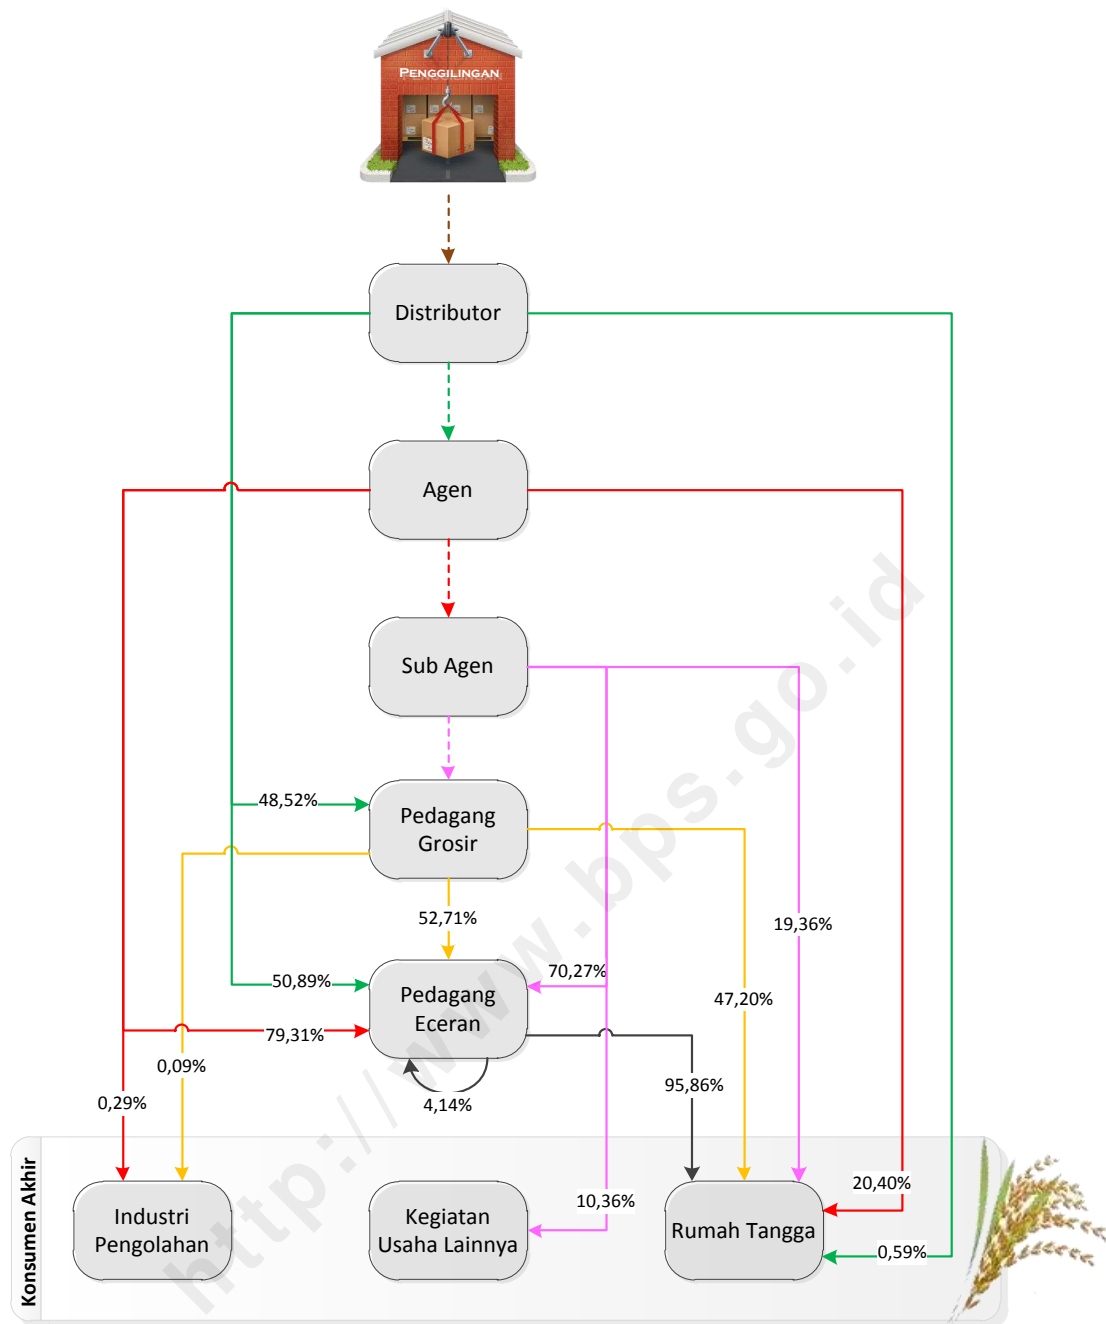 PENGGILINGAN
Distributor
Agen
Sub Agen
Pedagang
Grosir
48,52%
52,71%
19,36%
Pedagang
Eceran
50,89%
70,27%
47,20%
79,31%
0,09%
95,86%
4,14%
0,29%
Konsumen Akhir
Industri
Pengolahan
Kegiatan
Usaha Lainnya
10,36%
Rumah Tangga
20,40%
0,59%
http://www.bps.go.id